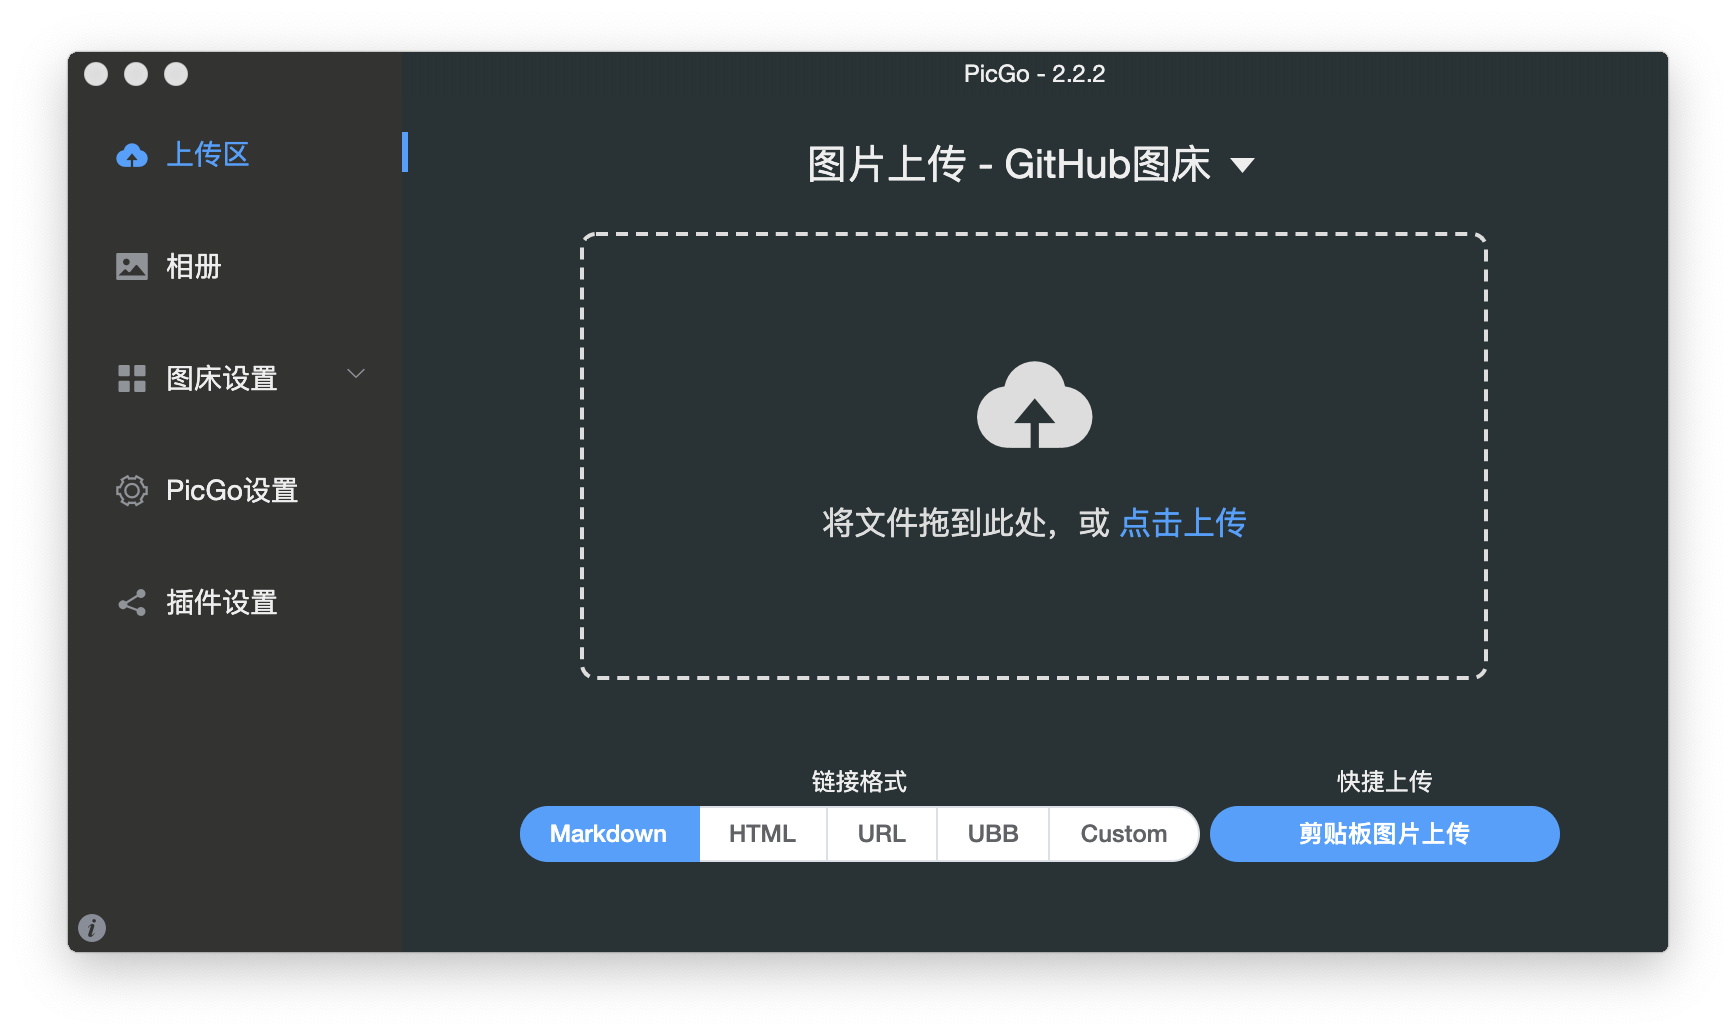 PicGo - 2.2.2
上传区
相册
图床设置
PicGo设置
插件设置
图片上传 - GitHub图床
将文件拖到此处，或 点击上传
链接格式
Markdown HTML URL UBB Custom
快捷上传
剪贴板图片上传
i